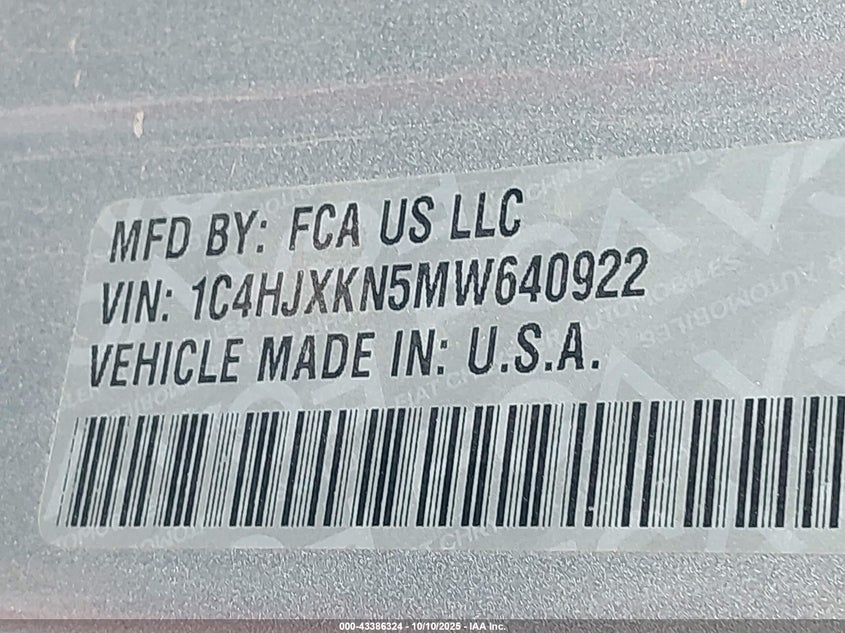 MFD BY: FCA US LLC
VIN: 1C4HJXKN5MW640922
VEHICLE MADE IN: U.S.A.
000-43386324 - 10/10/2025 - IAA Inc.